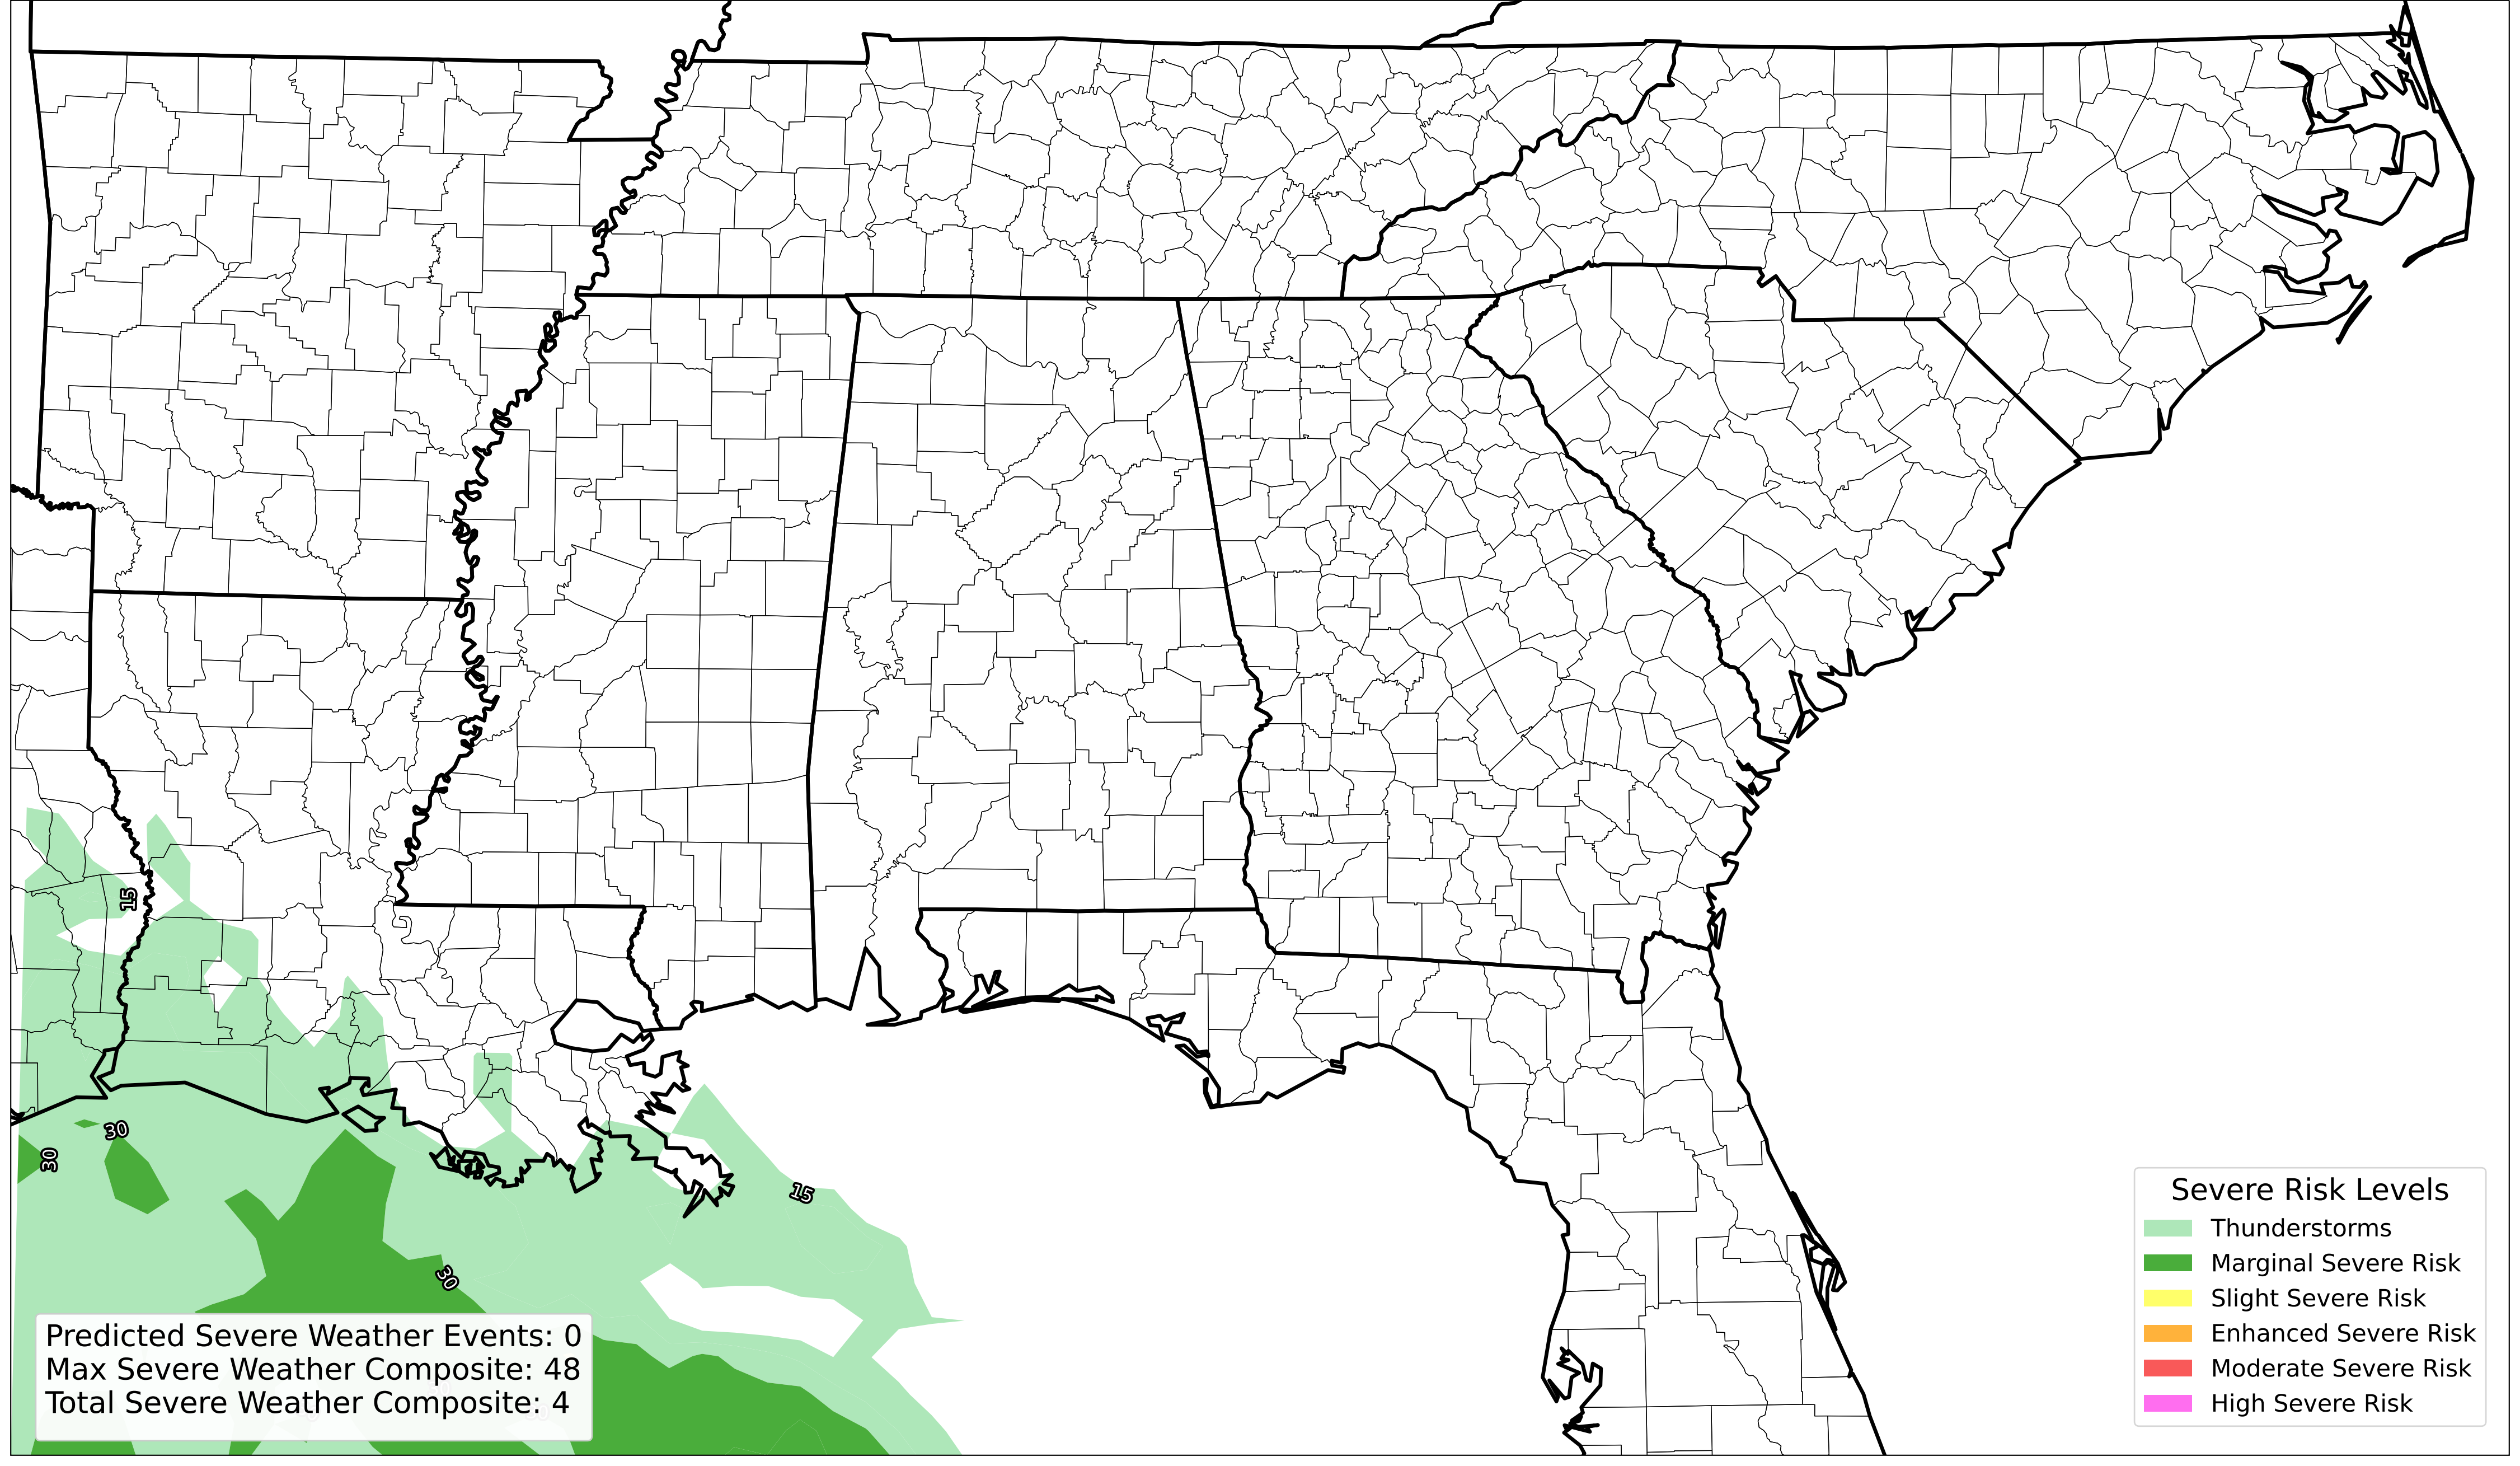 15
30
30
15
30
Predicted Severe Weather Events: 0
Max Severe Weather Composite: 48
Total Severe Weather Composite: 4
Severe Risk Levels
Thunderstorms
Marginal Severe Risk
Slight Severe Risk
Enhanced Severe Risk
Moderate Severe Risk
High Severe Risk